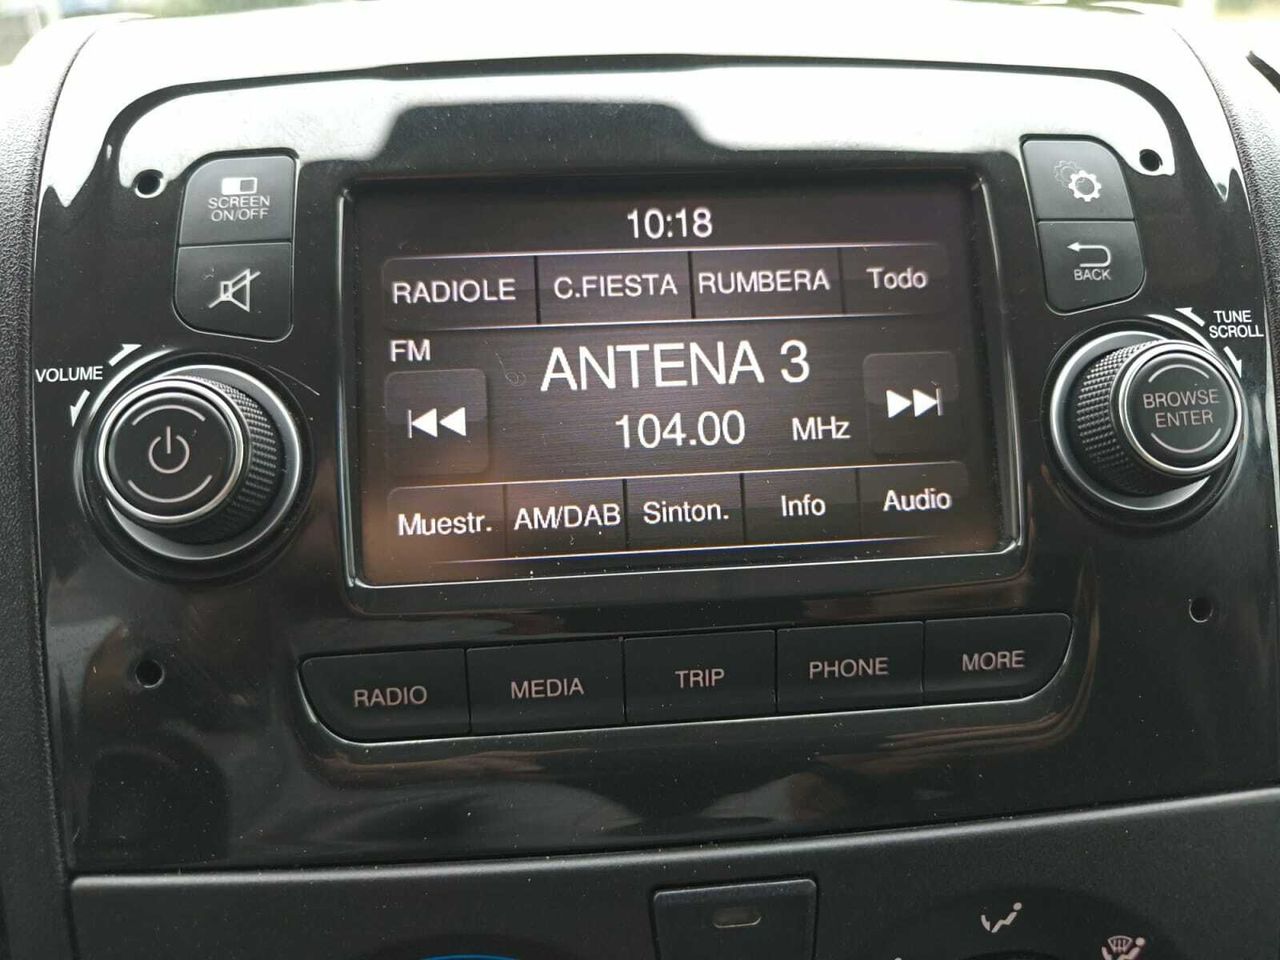 10:18
SCREEN
ON/OFF
RADIOLE C.FIESTA RUMBERA Todo
BACK
VOLUME
TUNE
SCROLL
FM
ANTENA 3
104.00 MHz
BROWSE
ENTER
Muestr. AM/DAB Sinton. Info Audio
RADIO MEDIA TRIP PHONE MORE